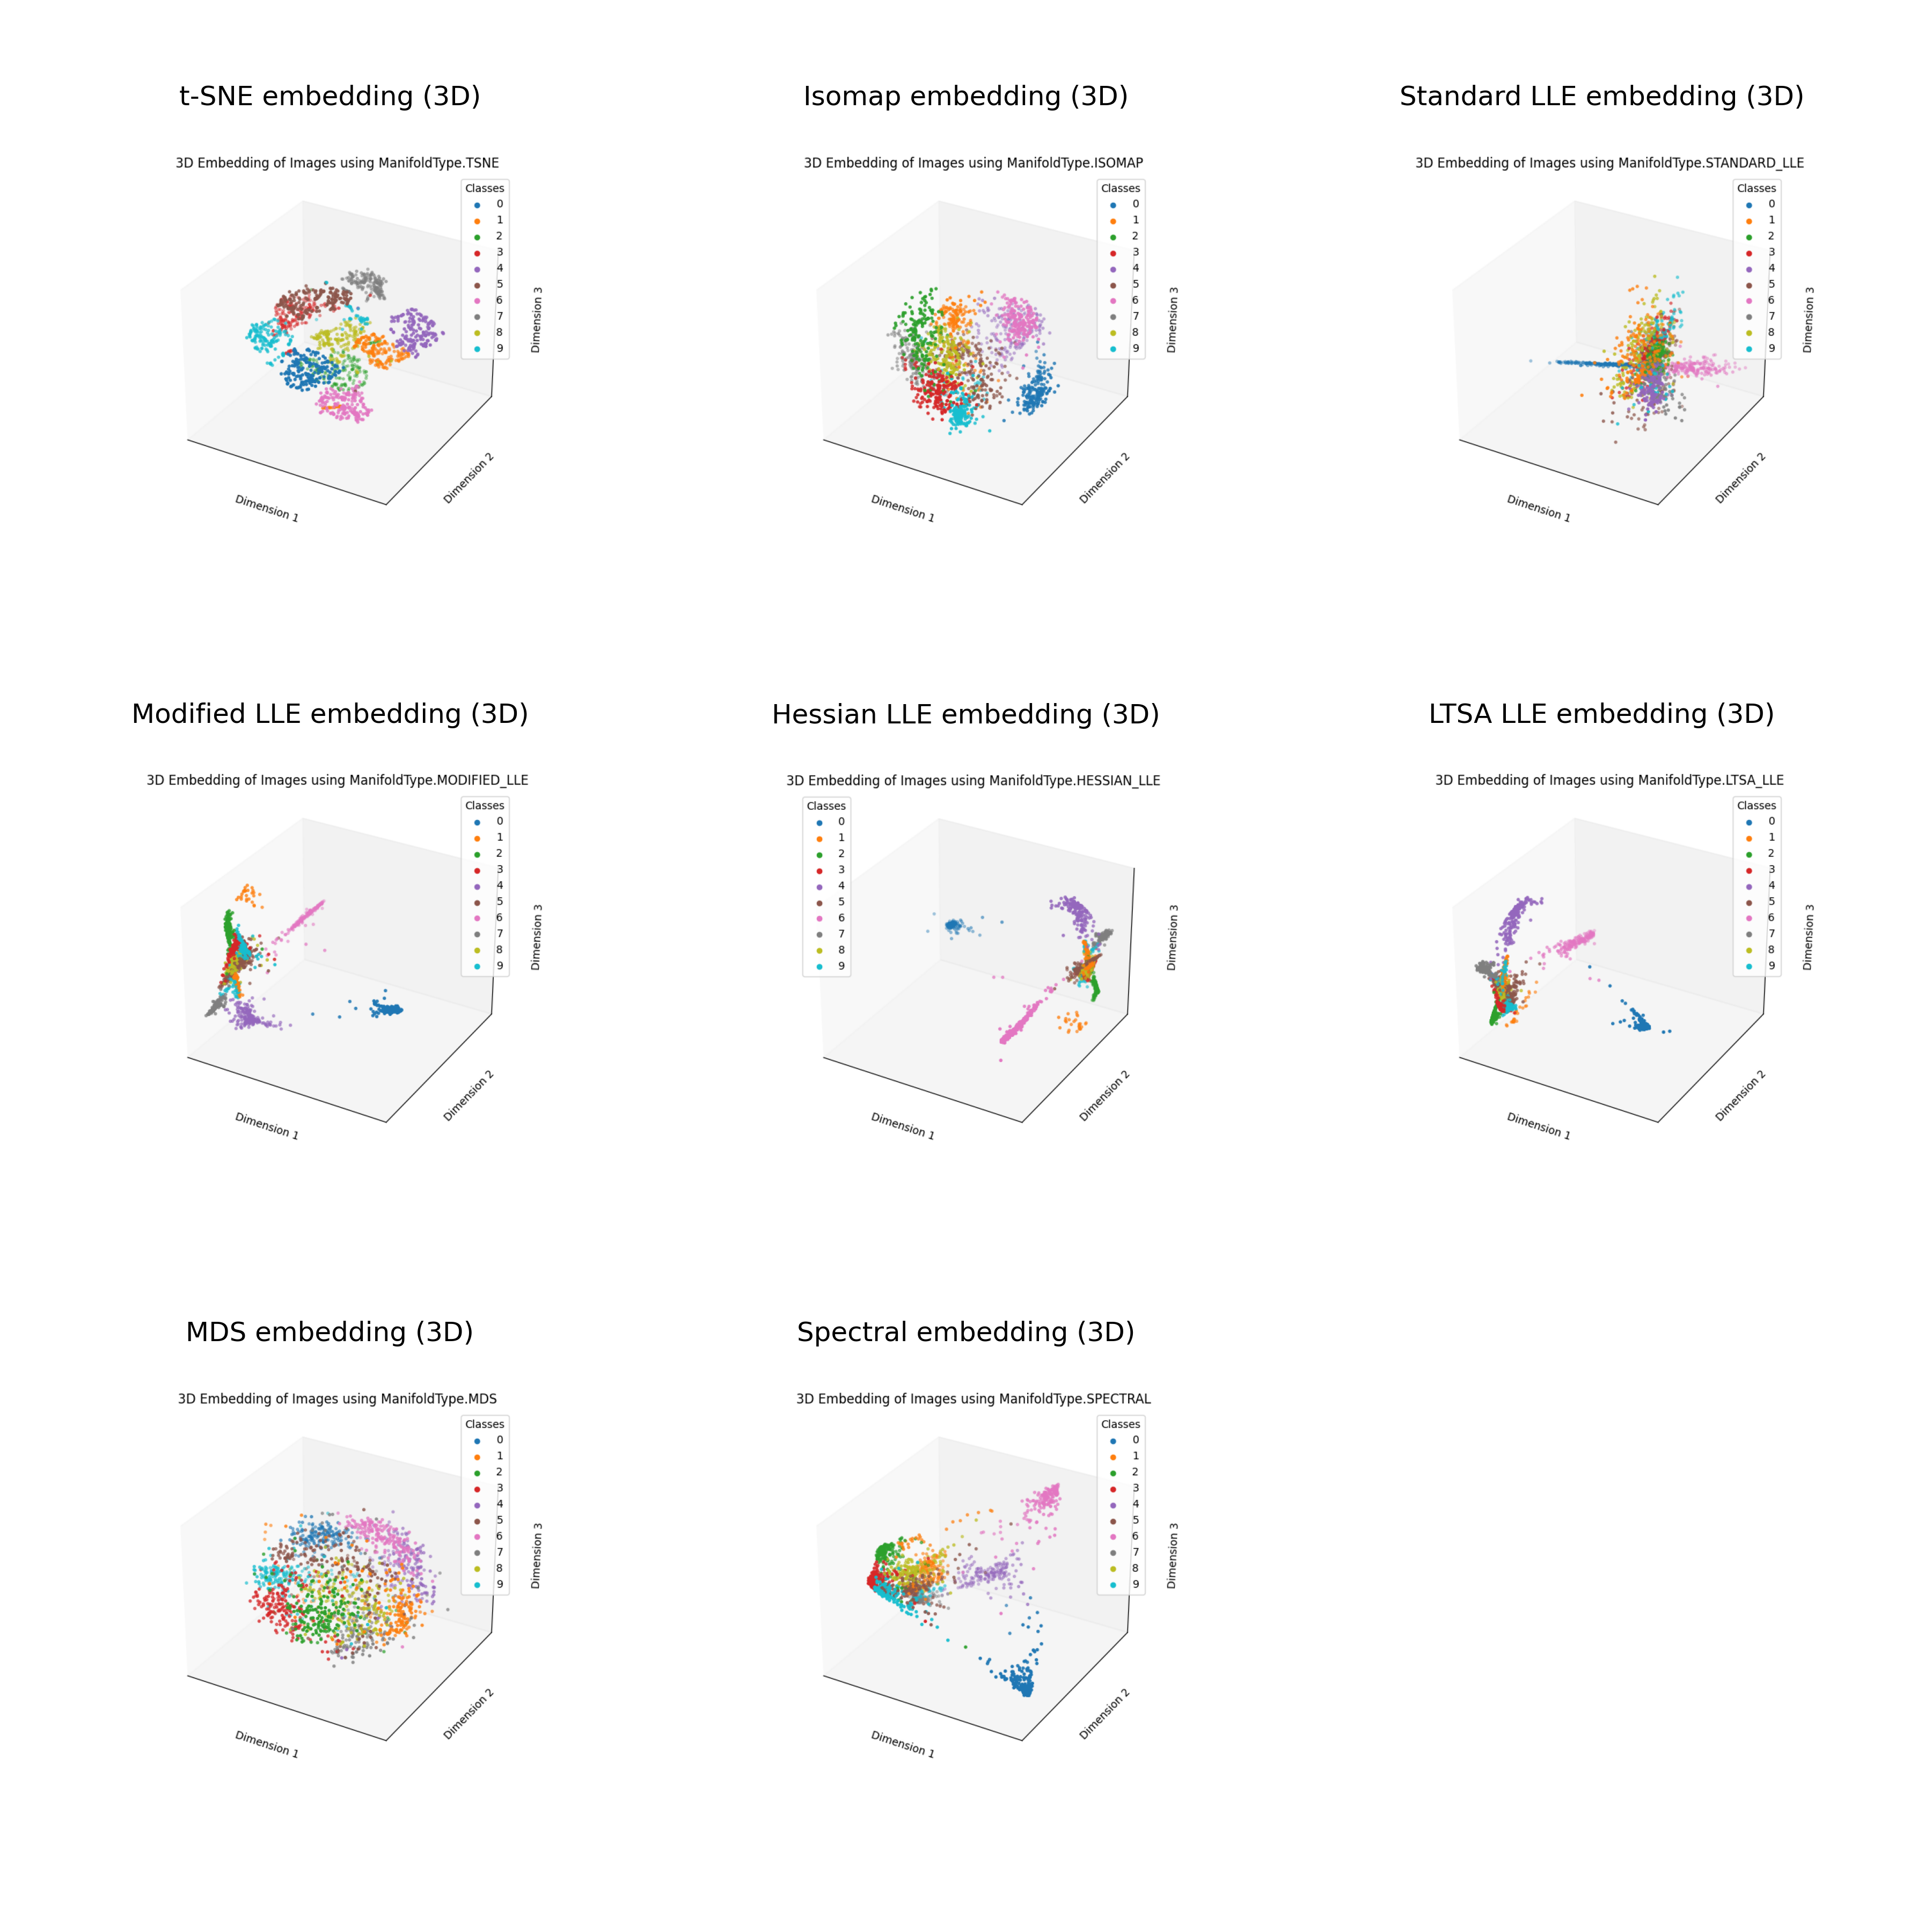 t-SNE embedding (3D)
3D Embedding of Images using ManifoldType.TSNE
Classes
0
1
2
3
4
5
6
7
8
9
Dimension 1
Dimension 2
Dimension 3
Isomap embedding (3D)
3D Embedding of Images using ManifoldType.ISOMAP
Classes
0
1
2
3
4
5
6
7
8
9
Dimension 1
Dimension 2
Dimension 3
Standard LLE embedding (3D)
3D Embedding of Images using ManifoldType.STANDARD_LLE
Classes
0
1
2
3
4
5
6
7
8
9
Dimension 1
Dimension 2
Dimension 3
Modified LLE embedding (3D)
3D Embedding of Images using ManifoldType.MODIFIED_LLE
Classes
0
1
2
3
4
5
6
7
8
9
Dimension 1
Dimension 2
Dimension 3
Hessian LLE embedding (3D)
3D Embedding of Images using ManifoldType.HESSIAN_LLE
Classes
0
1
2
3
4
5
6
7
8
9
Dimension 1
Dimension 2
Dimension 3
LTSA LLE embedding (3D)
3D Embedding of Images using ManifoldType.LTSA_LLE
Classes
0
1
2
3
4
5
6
7
8
9
Dimension 1
Dimension 2
Dimension 3
MDS embedding (3D)
3D Embedding of Images using ManifoldType.MDS
Classes
0
1
2
3
4
5
6
7
8
9
Dimension 1
Dimension 2
Dimension 3
Spectral embedding (3D)
3D Embedding of Images using ManifoldType.SPECTRAL
Classes
0
1
2
3
4
5
6
7
8
9
Dimension 1
Dimension 2
Dimension 3